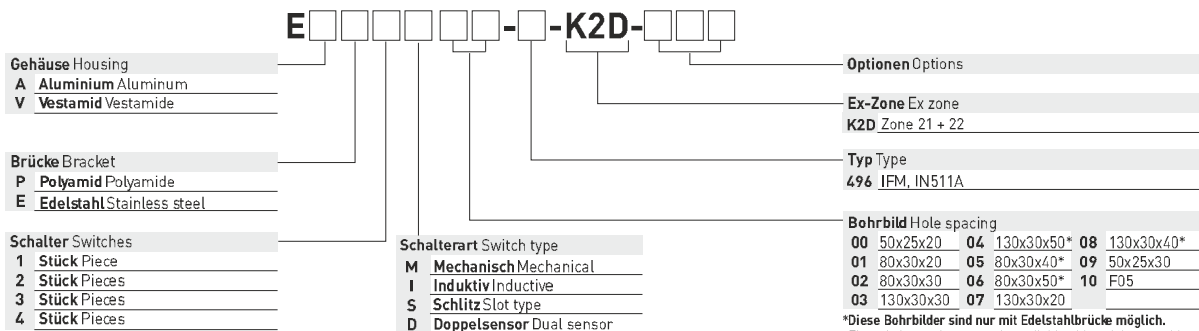 E - - K2D-
Gehäuse Housing
A Aluminium Aluminum
V Vestamid Vestamide
Brücke Bracket
P Polyamid Polyamide
E Edelstahl Stainless steel
Schalter Switches
1 Stück Piece
2 Stück Pieces
3 Stück Pieces
4 Stück Pieces
Schalterart Switch type
M Mechanisch Mechanical
I Induktiv Inductive
S Schlitz Slot type
D Doppelsensor Dual sensor
Optionen Options
Ex-Zone Ex zone
K2D Zone 21 + 22
Typ Type
496 IFM, IN511A
Bohrbild Hole spacing
00 50x25x20 04 130x30x50* 08 130x30x40*
01 80x30x20 05 80x30x40* 09 50x25x30
02 80x30x30 06 80x30x50* 10 F05
03 130x30x30 07 130x30x20
*Diese Bohrbilder sind nur mit Edelstahlbrücke möglich.